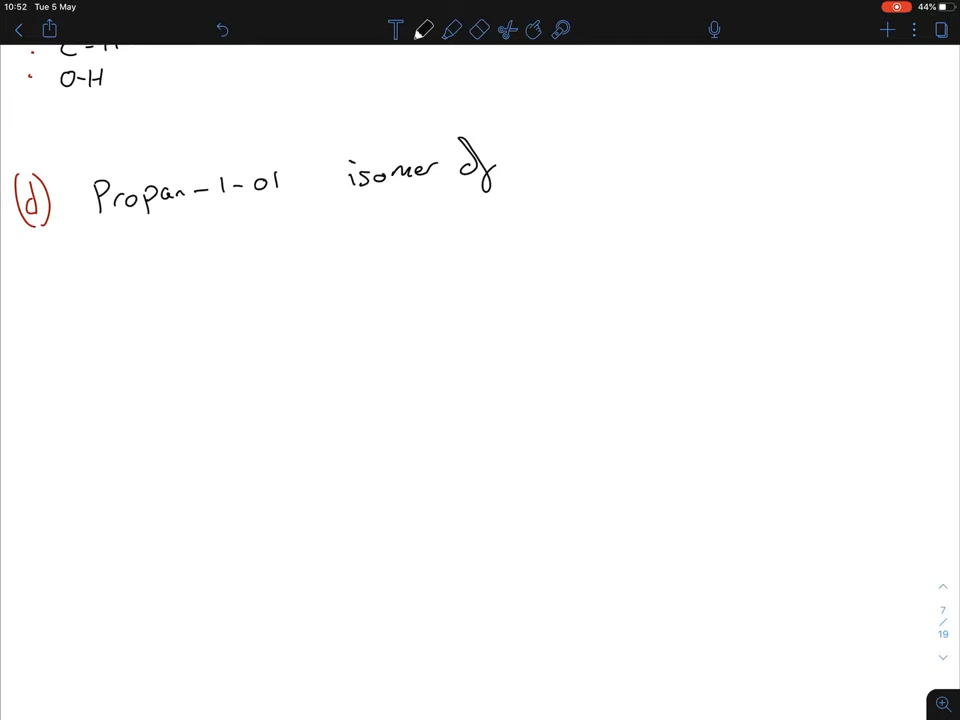 10:52 Tue 5 May
44%
T
C-H
O-H
(d) Propan-1-ol isomer of
7
/
19